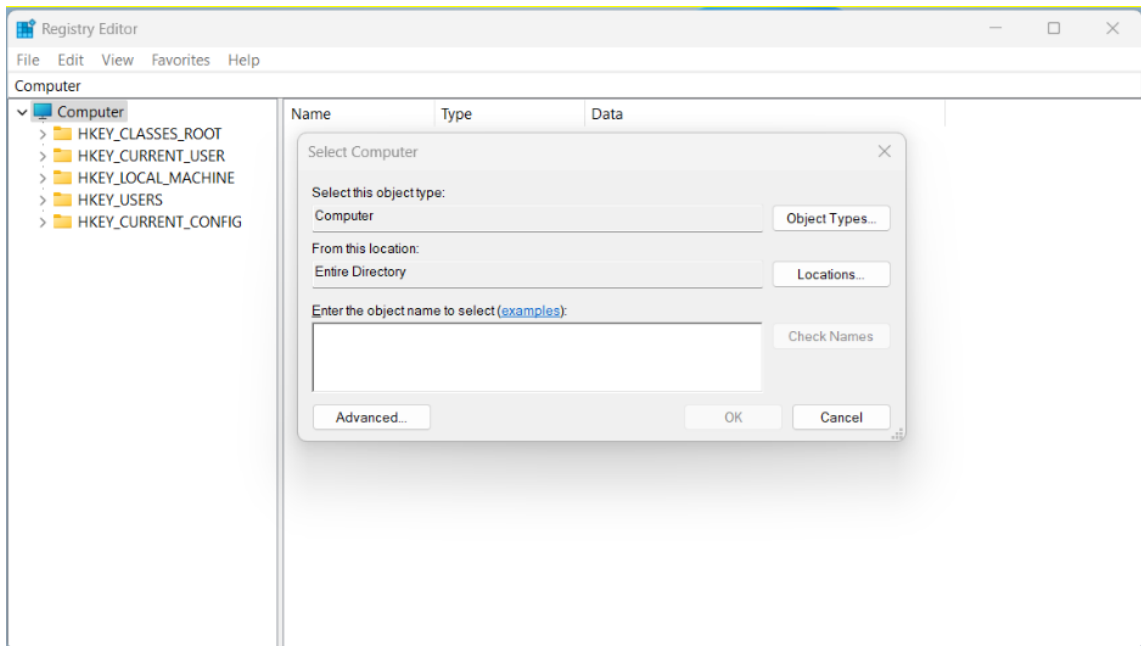 Registry Editor
File Edit View Favorites Help
Computer
Computer
HKEY_CLASSES_ROOT
HKEY_CURRENT_USER
HKEY_LOCAL_MACHINE
HKEY_USERS
HKEY_CURRENT_CONFIG
Name Type Data
Select Computer
Select this object type:
Computer
Object Types...
From this location:
Entire Directory
Locations...
Enter the object name to select (examples):
Check Names
Advanced...
OK
Cancel